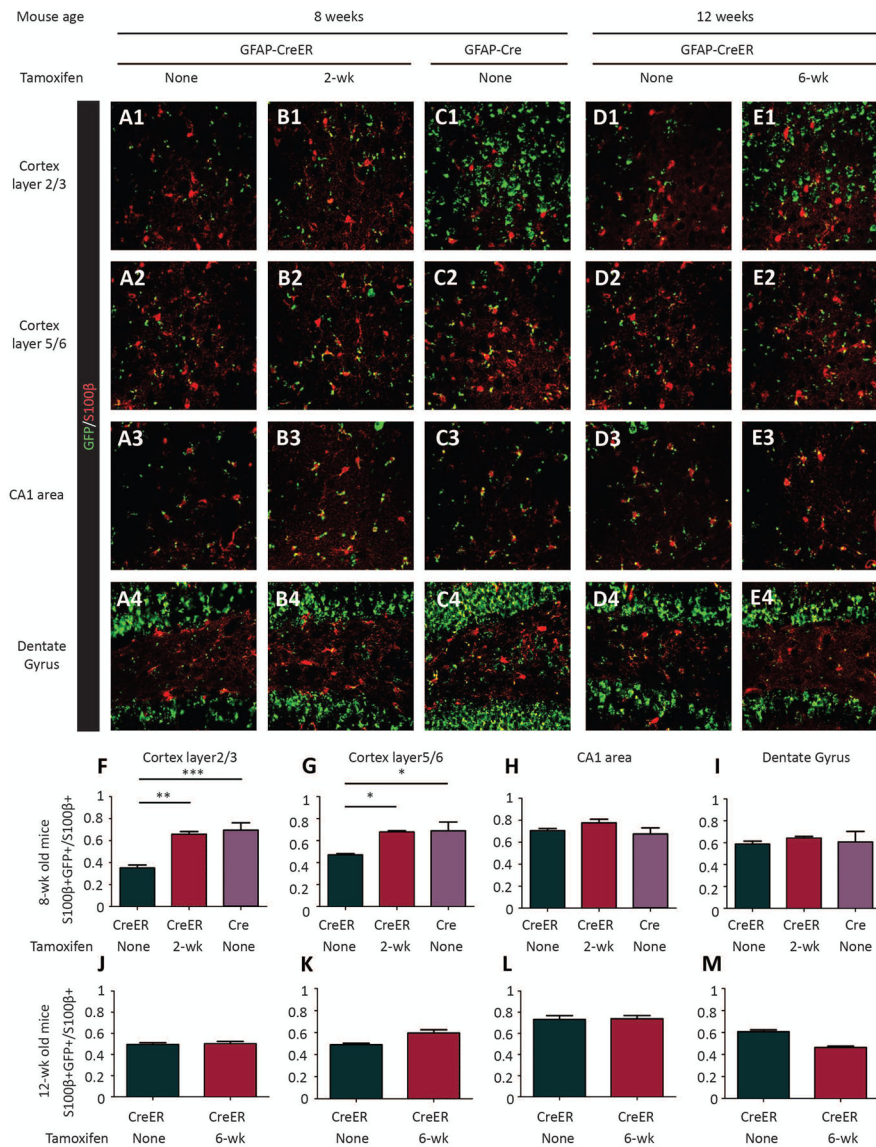 Mouse age 8 weeks 12 weeks
GFAP-CreER GFAP-Cre GFAP-CreER
Tamoxifen None 2-wk None None 6-wk
GFP/S100β
Cortex layer 2/3
A1 B1 C1 D1 E1
Cortex layer 5/6
A2 B2 C2 D2 E2
CA1 area
A3 B3 C3 D3 E3
Dentate Gyrus
A4 B4 C4 D4 E4
F Cortex layer2/3 G Cortex layer5/6 H CA1 area I Dentate Gyrus
*** *
** *
8-wk old mice
S100β+GFP+/S100β+
1 1 1 1
0.8 0.8 0.8 0.8
0.6 0.6 0.6 0.6
0.4 0.4 0.4 0.4
0.2 0.2 0.2 0.2
0 0 0 0
CreER CreER Cre CreER CreER Cre CreER CreER Cre CreER CreER Cre
Tamoxifen None 2-wk None None 2-wk None None 2-wk None None 2-wk None
J K L M
12-wk old mice
S100β+GFP+/S100β+
1 1 1 1
0.8 0.8 0.8 0.8
0.6 0.6 0.6 0.6
0.4 0.4 0.4 0.4
0.2 0.2 0.2 0.2
0 0 0 0
CreER CreER CreER CreER CreER CreER CreER CreER
Tamoxifen None 6-wk None 6-wk None 6-wk None 6-wk